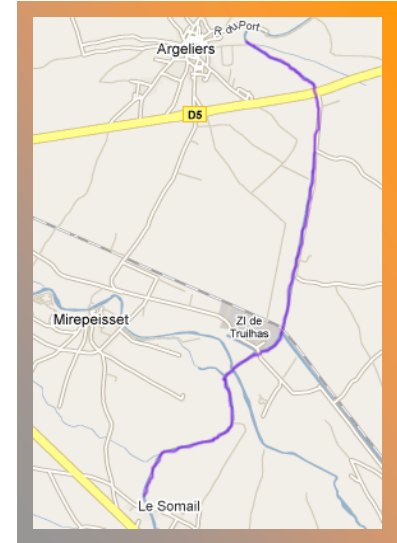 R du Port
Argeliers
D5
ZI de
Truilhas
Mirepeisset
Le Somail